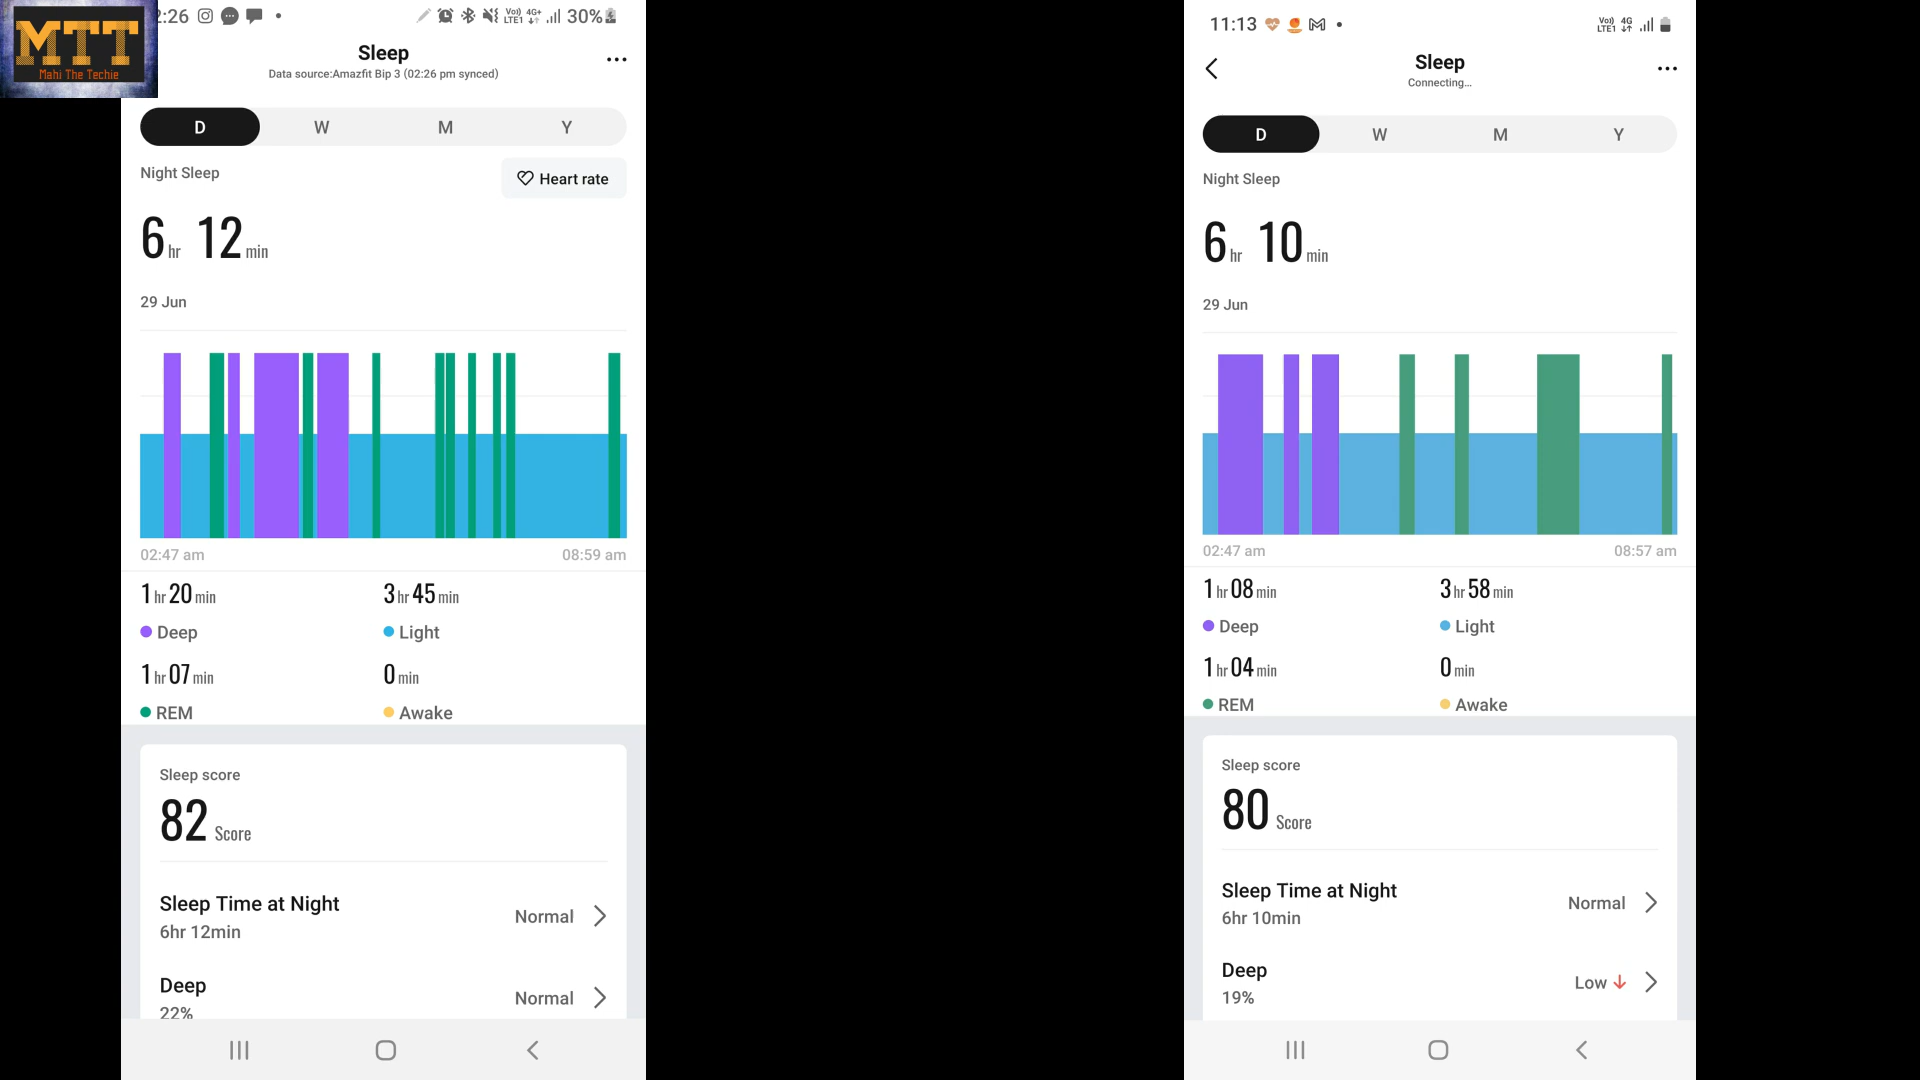 MTT
Mahi The Techie
2:26
Vo)) 4G+
LTE1
30%
Sleep
Data source:Amazfit Bip 3 (02:26 pm synced)
D W M Y
Night Sleep
Heart rate
6 hr 12 min
29 Jun
02:47 am 08:59 am
1 hr 20 min 3 hr 45 min
Deep Light
1 hr 07 min 0 min
REM Awake
Sleep score
82 Score
Sleep Time at Night
Normal
6hr 12min
Deep
Normal
22%
11:13
Vo)) 4G
LTE1
Sleep
Connecting...
D W M Y
Night Sleep
6 hr 10 min
29 Jun
02:47 am 08:57 am
1 hr 08 min 3 hr 58 min
Deep Light
1 hr 04 min 0 min
REM Awake
Sleep score
80 Score
Sleep Time at Night
Normal
6hr 10min
Deep
Low
19%